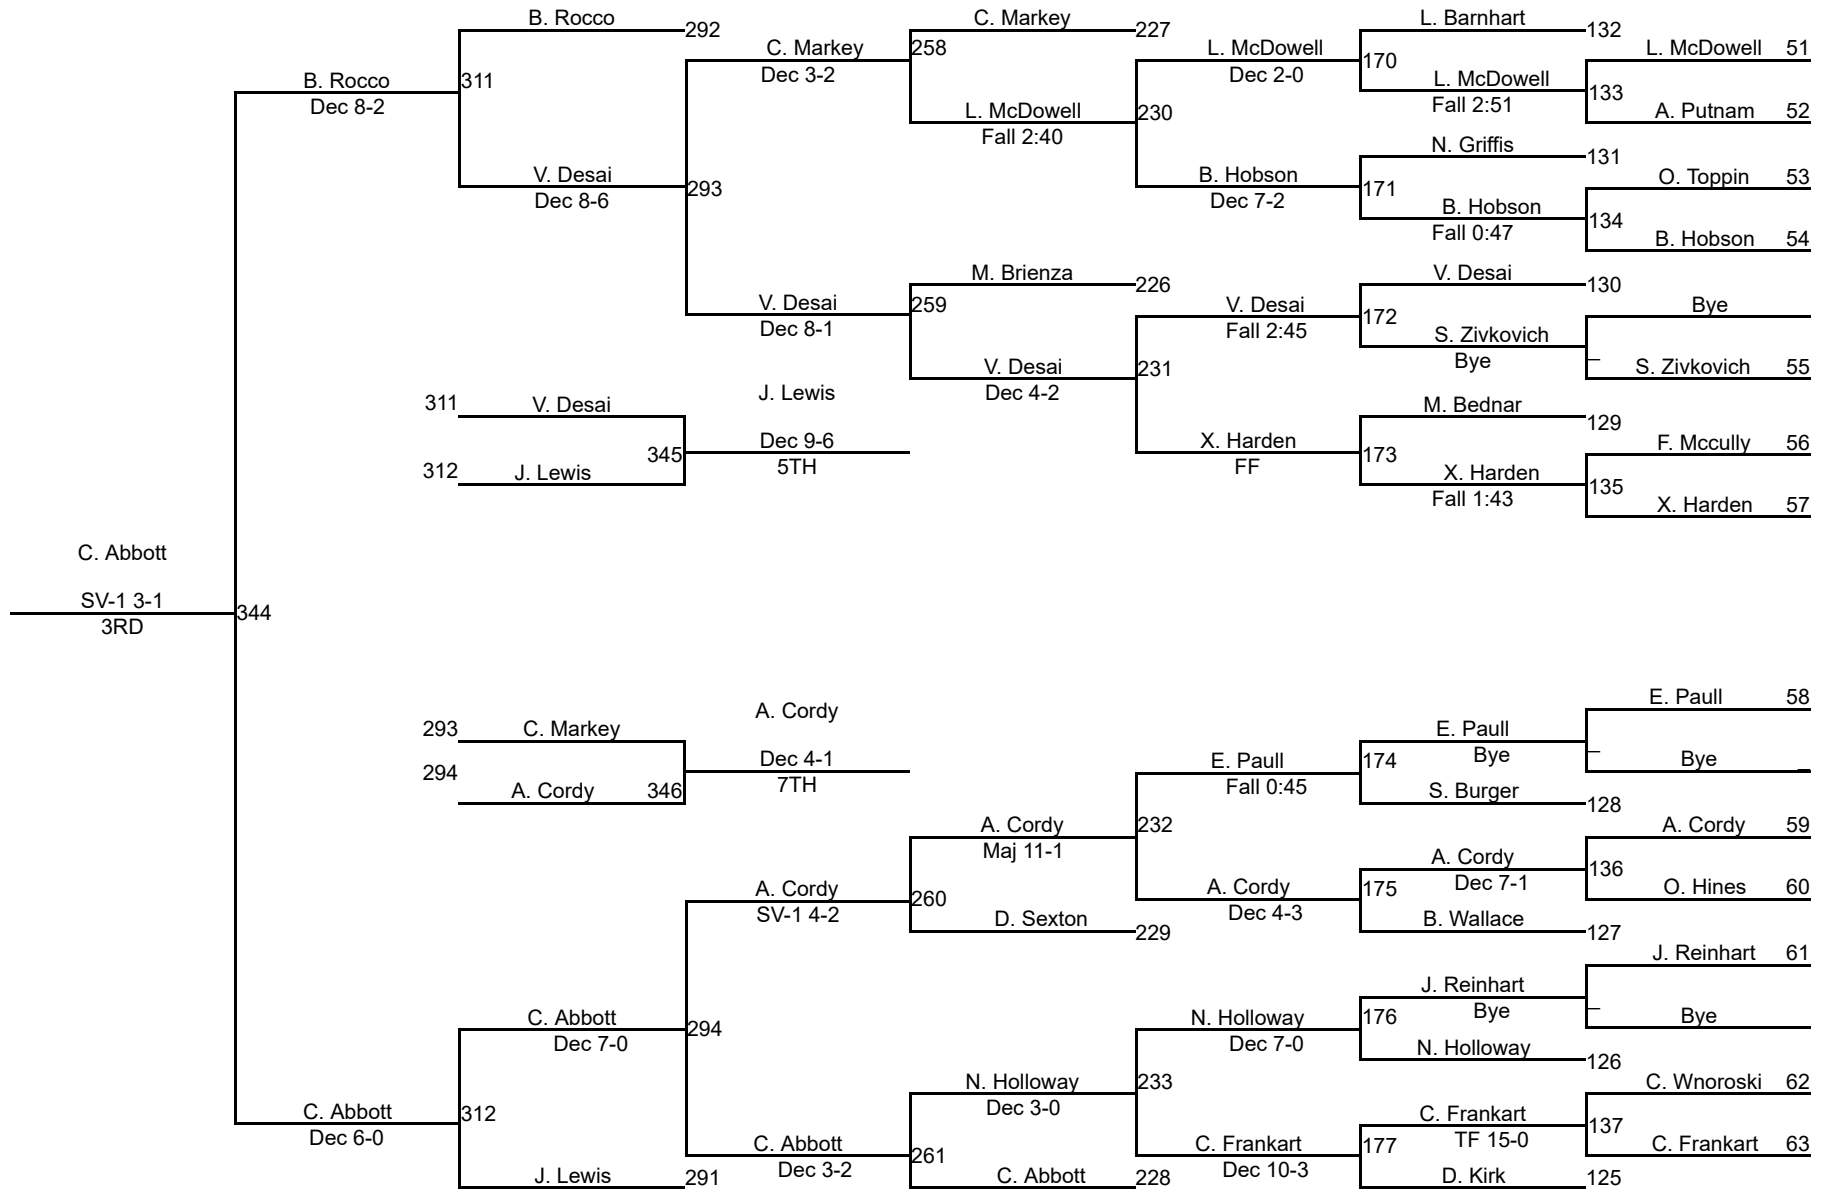 B. Rocco
292
C. Markey
227
L. Barnhart
132
B. Rocco
Dec 8-2
311
C. Markey
Dec 3-2
258
L. McDowell
Dec 2-0
170
L. McDowell 51
L. McDowell
Fall 2:51
133
A. Putnam 52
L. McDowell
Fall 2:40
230
N. Griffis
131
V. Desai
Dec 8-6
293
B. Hobson
Dec 7-2
171
O. Toppin 53
B. Hobson
Fall 0:47
134
B. Hobson 54
M. Brienza
226
V. Desai
130
V. Desai
Dec 8-1
259
V. Desai
Fall 2:45
172
Bye
S. Zivkovich
Bye
_
S. Zivkovich 55
V. Desai
Dec 4-2
231
311
V. Desai
J. Lewis
345
Dec 9-6
5TH
312
J. Lewis
M. Bednar
129
X. Harden
FF
173
F. Mccully 56
X. Harden
Fall 1:43
135
X. Harden 57
C. Abbott
SV-1 3-1
3RD
344
293
C. Markey
A. Cordy
294
A. Cordy
346
Dec 4-1
7TH
E. Paull 58
E. Paull
Bye
_
Bye _
E. Paull
Fall 0:45
174
S. Burger
128
A. Cordy
Maj 11-1
232
A. Cordy 59
A. Cordy
Dec 7-1
136
O. Hines 60
A. Cordy
SV-1 4-2
260
A. Cordy
Dec 4-3
175
D. Sexton
229
B. Wallace
127
J. Reinhart 61
J. Reinhart
Bye
_
Bye
C. Abbott
Dec 7-0
294
N. Holloway
Dec 7-0
176
N. Holloway
126
N. Holloway
Dec 3-0
233
C. Wnoroski 62
C. Abbott
Dec 6-0
312
C. Frankart
TF 15-0
137
C. Abbott
Dec 3-2
261
C. Frankart
Dec 10-3
177
C. Frankart 63
J. Lewis
291
C. Abbott
228
D. Kirk
125